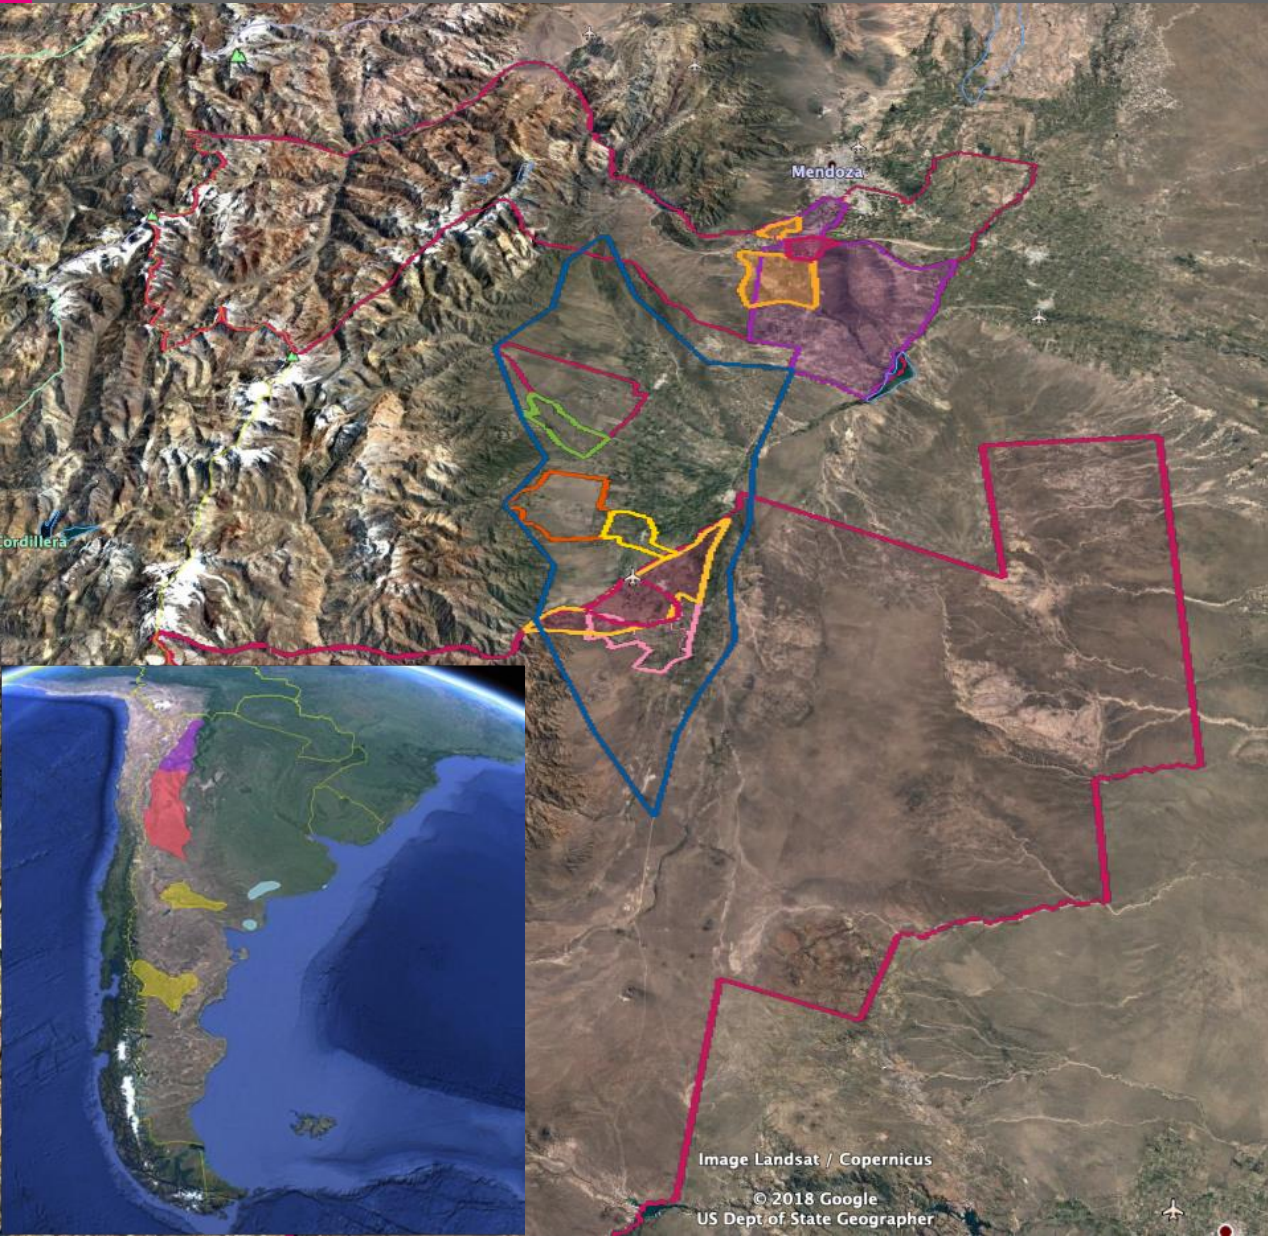 Mendoza
Cordillera
Image Landsat / Copernicus
© 2018 Google
US Dept of State Geographer